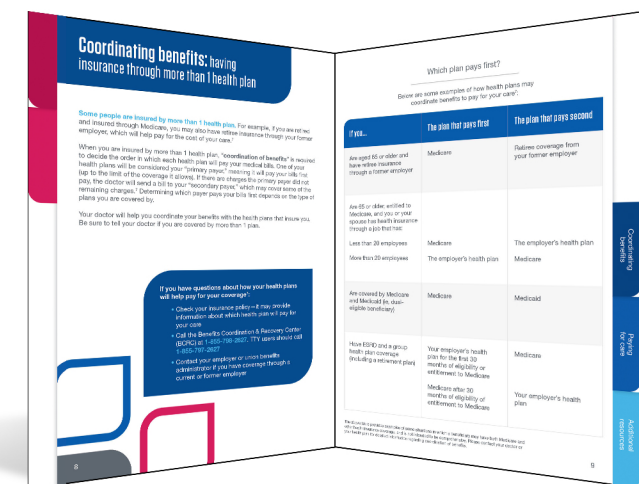 Coordinating benefits: having
insurance through more than 1 health plan
Some people are insured by more than 1 health plan. For example, if you are retired
and insured through Medicare, you may also have retiree insurance through your former
employer, which will help pay for the cost of your care.
When you are insured by more than 1 health plan, "coordination of benefits" is required
to decide the order in which each health plan will pay your medical bills. One of your
health plans will be considered your "primary payer," meaning it will pay your bills first
(up to the limit of the coverage it allows). If there are charges the primary payer did not
pay, the doctor will send a bill to your "secondary payer," which may cover some of the
remaining charges. Determining which payer pays your bills first depends on the type of
plans you are covered by.
Your doctor will help you coordinate your benefits with the health plans that insure you.
Be sure to tell your doctor if you are covered by more than 1 plan.
If you have questions about how your health plans
will help pay for your coverage:
• Check your insurance policy—it may provide
information about which health plan will pay for
your care
• Call the Benefits Coordination & Recovery Center
(BCRC) at 1-855-798-2627. TTY users should call
1-855-797-2627
• Contact your employer or union benefits
administrator if you have coverage through a
current or former employer
8
Which plan pays first?
Below are some examples of how health plans may
coordinate benefits to pay for your care:
If you...
The plan that pays first
The plan that pays second
Are aged 65 or older and
have retiree insurance
through a former employer
Medicare
Retiree coverage from
your former employer
Are 65 or older, entitled to
Medicare, and you or your
spouse has health insurance
through a job that has:
Less than 20 employees
Medicare
The employer's health plan
More than 20 employees
The employer's health plan
Medicare
Are covered by Medicare
and Medicaid (ie, dual-
eligible beneficiary)
Medicare
Medicaid
Have ESRD and a group
health plan coverage
(including a retirement plan)
Your employer's health
plan for the first 30
months of eligibility or
entitlement to Medicare
Medicare
Medicare after 30
months of eligibility of
entitlement to Medicare
Your employer's health
plan
9
Coordinating
benefits
Paying
for care
Additional
resources